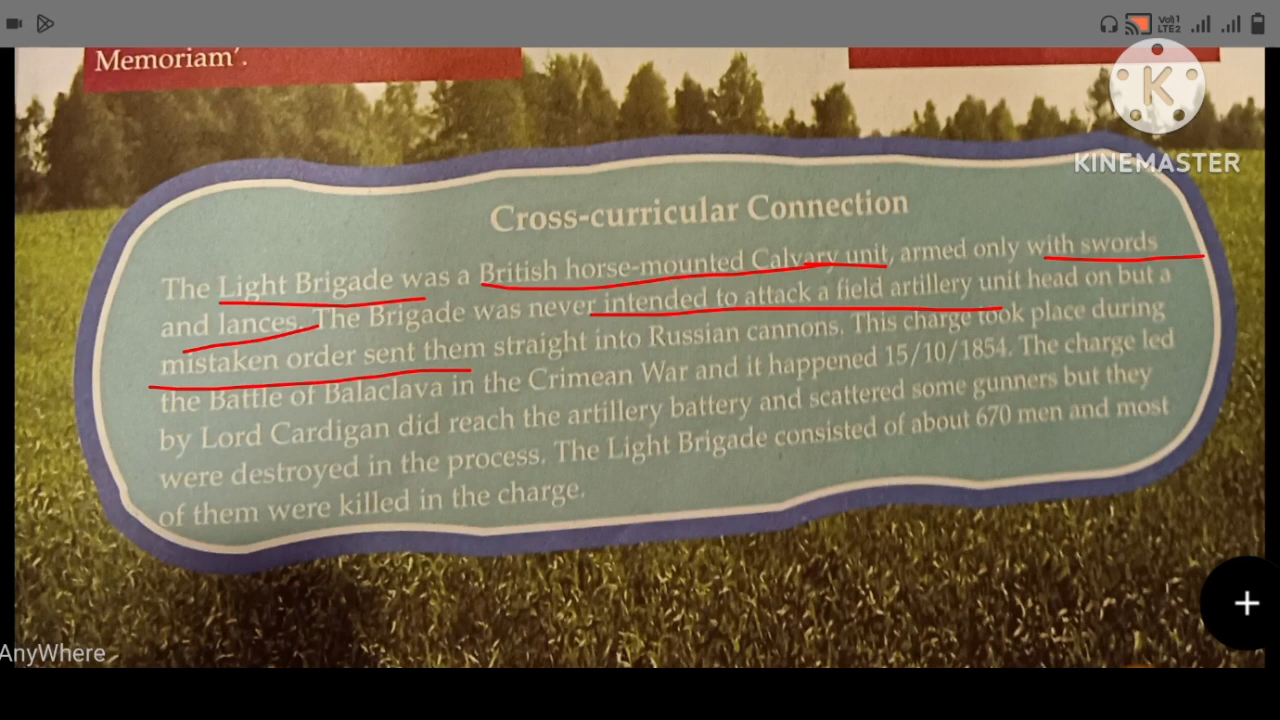 Volı) 1
LTE2
Memoriam'.
K
KINEMASTER
Cross-curricular Connection
The Light Brigade was a British horse-mounted Calvary unit, armed only with swords
and lances. The Brigade was never intended to attack a field artillery unit head on but a
mistaken order sent them straight into Russian cannons. This charge took place during
the Battle of Balaclava in the Crimean War and it happened 15/10/1854. The charge led
by Lord Cardigan did reach the artillery battery and scattered some gunners but they
were destroyed in the process. The Light Brigade consisted of about 670 men and most
of them were killed in the charge.
+
AnyWhere